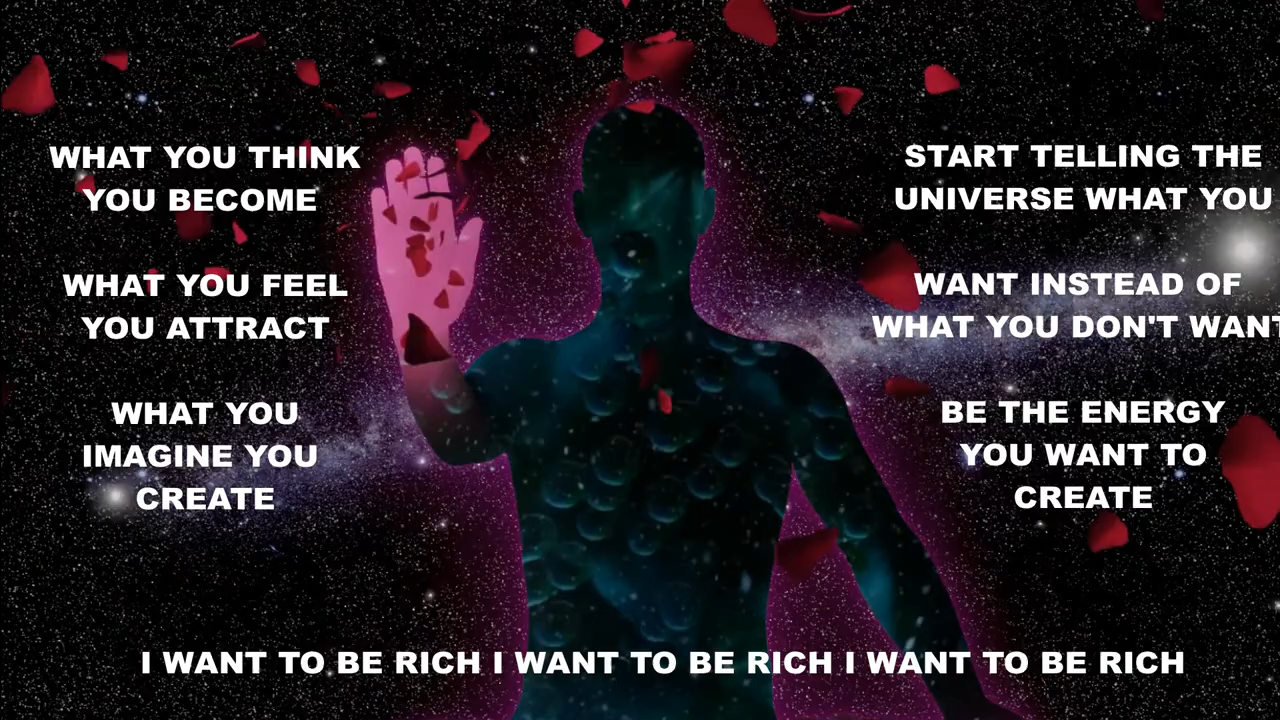 WHAT YOU THINK
YOU BECOME
WHAT YOU FEEL
YOU ATTRACT
WHAT YOU
IMAGINE YOU
CREATE
START TELLING THE
UNIVERSE WHAT YOU
WANT INSTEAD OF
WHAT YOU DON'T WANT
BE THE ENERGY
YOU WANT TO
CREATE
I WANT TO BE RICH I WANT TO BE RICH I WANT TO BE RICH